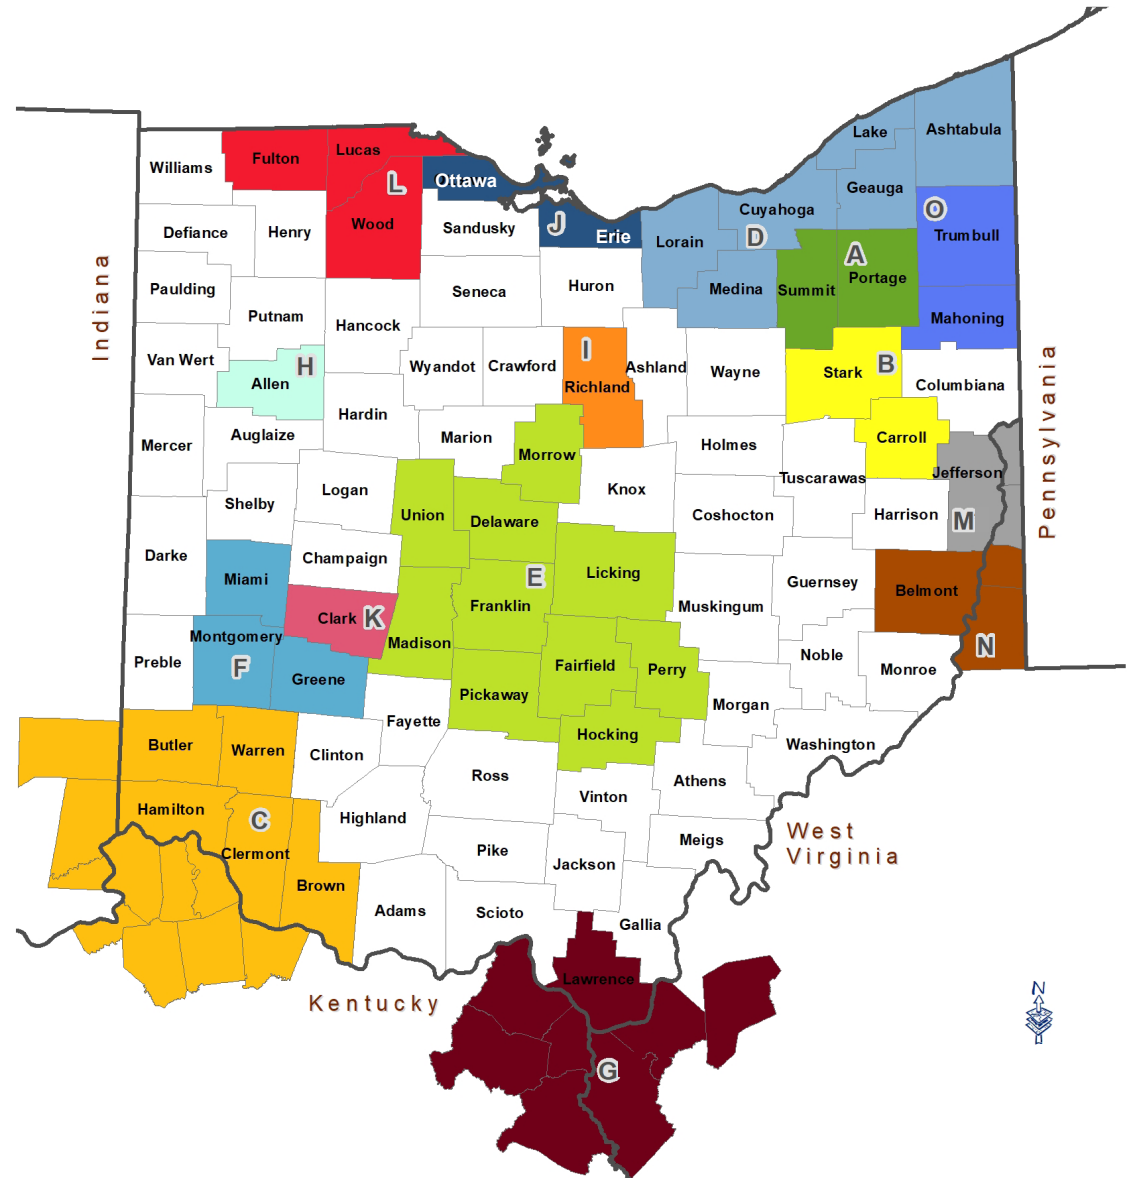 Lake
Ashtabula
Lucas
Fulton
Williams
L
Ottawa
Geauga
O
Cuyahoga
J
Erie
D
Wood
Sandusky
Defiance
Henry
Lorain
Trumbull
A
Portage
Indiana
Paulding
Seneca
Huron
Medina
Summit
Putnam
Hancock
Mahoning
I
Van Wert
H
Wyandot
Crawford
Ashland
Wayne
Stark
B
Allen
Richland
Columbiana
Pennsylvania
Hardin
Mercer
Auglaize
Marion
Morrow
Holmes
Carroll
Tuscarawas
Jefferson
Logan
Knox
Shelby
Union
Delaware
Coshocton
Harrison
M
Darke
Champaign
Miami
E
Licking
Guernsey
Belmont
Clark
K
Franklin
Muskingum
Montgomery
Madison
Preble
F
Greene
Fairfield
Perry
Noble
Monroe
N
Pickaway
Morgan
Fayette
Hocking
Butler
Warren
Clinton
Washington
Ross
Athens
Vinton
Hamilton
C
Highland
West
Virginia
Clermont
Pike
Jackson
Meigs
Brown
Adams
Scioto
Gallia
Lawrence
Kentucky
N
G